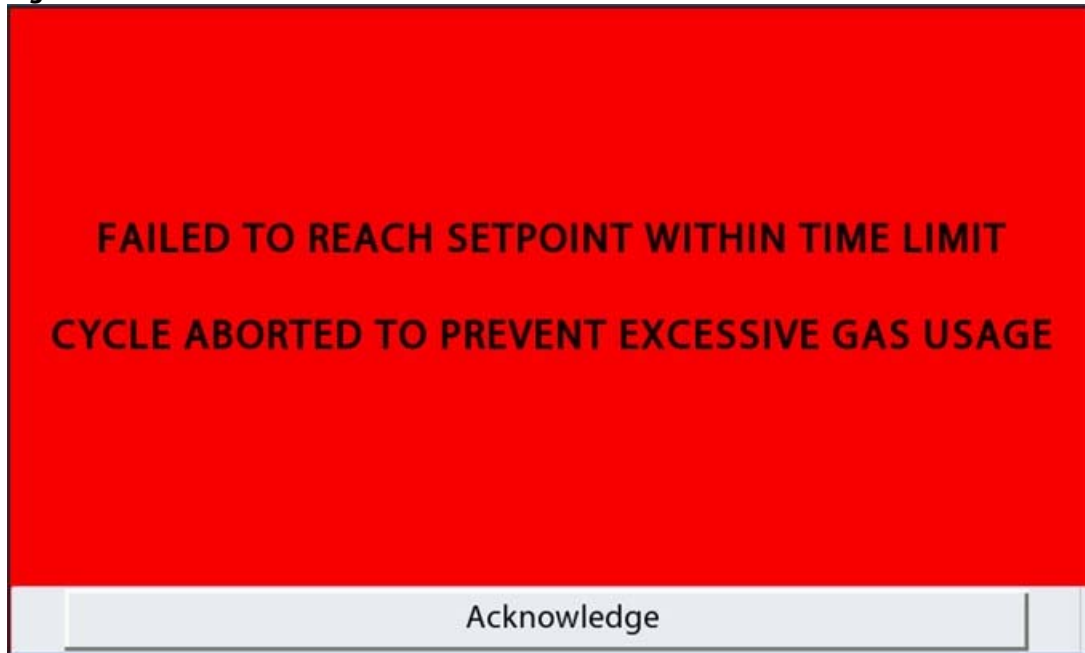 FAILED TO REACH SETPOINT WITHIN TIME LIMIT
CYCLE ABORTED TO PREVENT EXCESSIVE GAS USAGE
Acknowledge